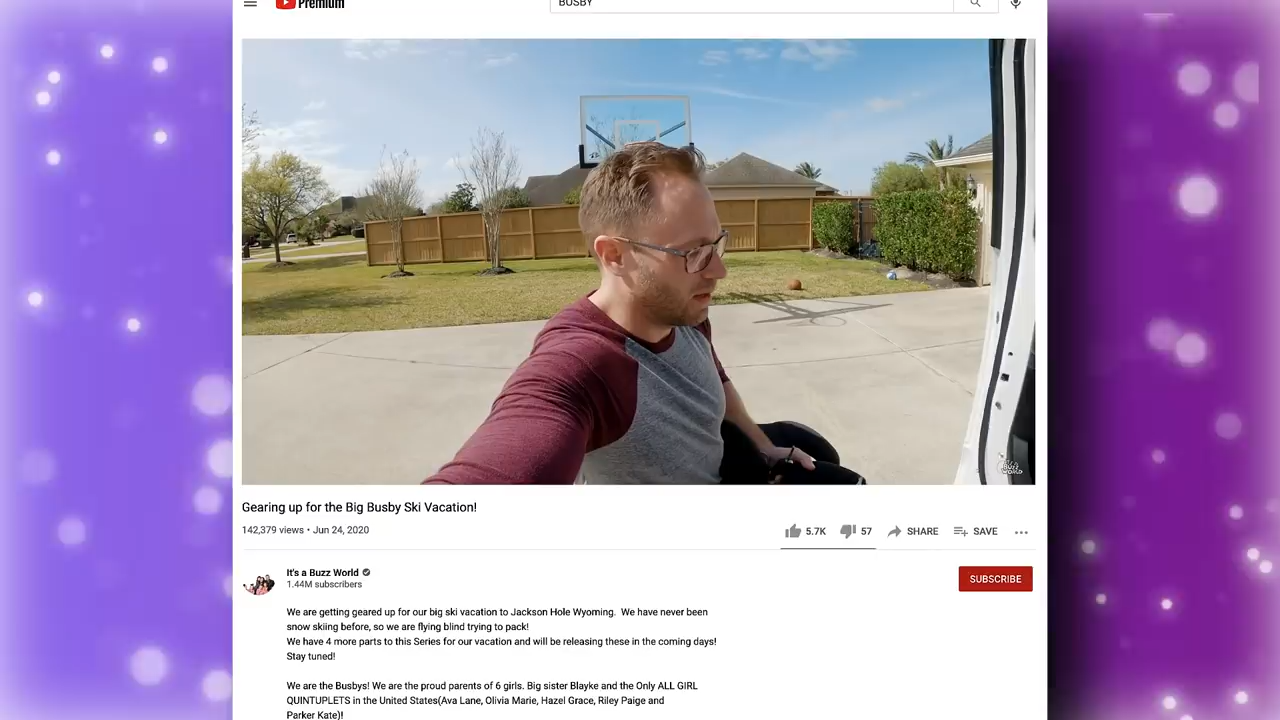 Premium
BUSBY
IT'S A
BUZZ
WORLD
Gearing up for the Big Busby Ski Vacation!
142,379 views • Jun 24, 2020
5.7K
57
SHARE
SAVE
It's a Buzz World
1.44M subscribers
SUBSCRIBE
We are getting geared up for our big ski vacation to Jackson Hole Wyoming.  We have never been
snow skiing before, so we are flying blind trying to pack!
We have 4 more parts to this Series for our vacation and will be releasing these in the coming days!
Stay tuned!
We are the Busbys! We are the proud parents of 6 girls. Big sister Blayke and the Only ALL GIRL
QUINTUPLETS in the United States(Ava Lane, Olivia Marie, Hazel Grace, Riley Paige and
Parker Kate)!